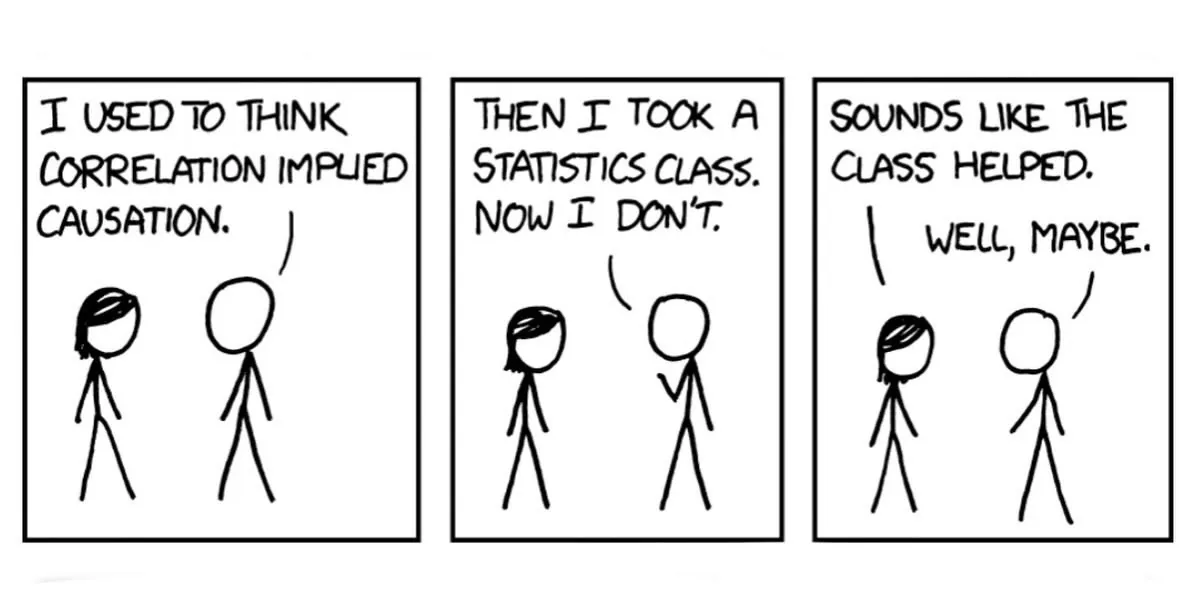 I USED TO THINK
CORRELATION IMPLIED
CAUSATION.
THEN I TOOK A
STATISTICS CLASS.
NOW I DON'T.
SOUNDS LIKE THE
CLASS HELPED.
WELL, MAYBE.